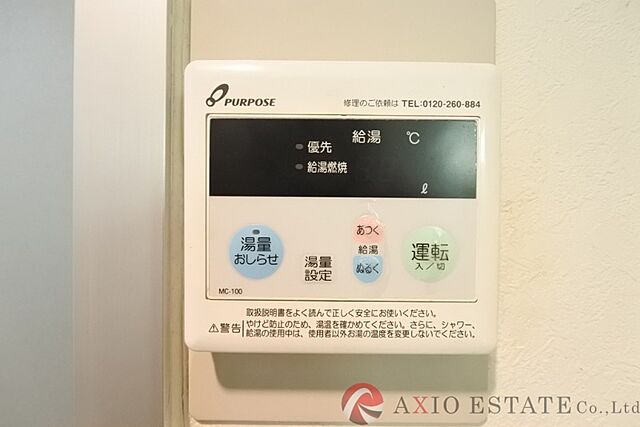 PURPOSE
修理のご依頼は TEL:0120-260-884
給湯 ℃
優先
給湯燃焼
ℓ
湯量
おしらせ
湯量
設定
あつく
給湯
ぬるく
運転
入/切
MC-100
取扱説明書をよく読んで正しく安全にお使いください。
⚠警告
やけど防止のため、湯温を確かめてください。さらに、シャワー、
給湯の使用中は、使用者以外お湯の温度を変更しないでください。
AXIO ESTATE Co.,Ltd